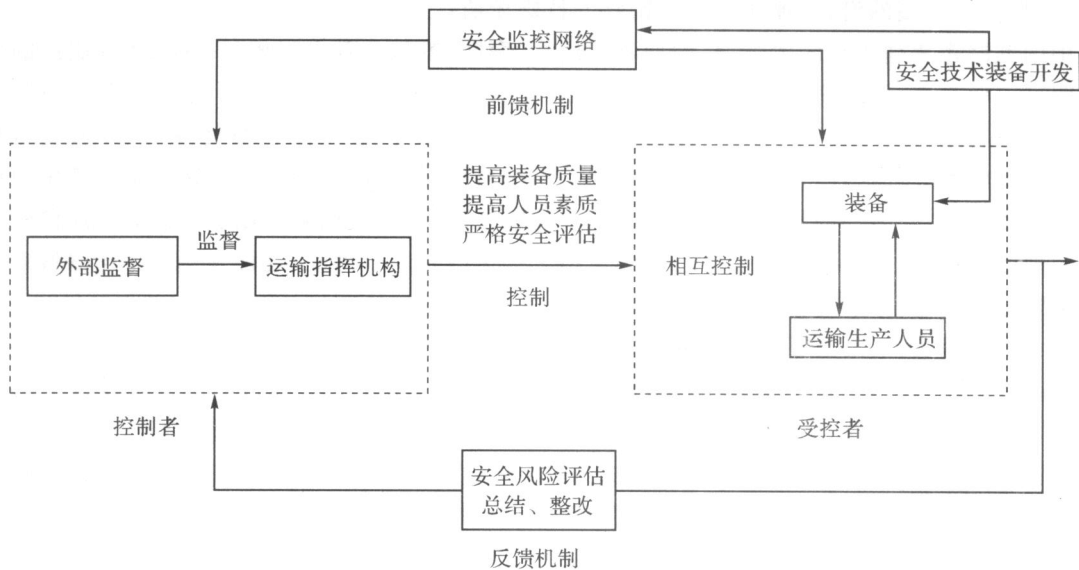 安全监控网络
安全技术装备开发
前馈机制
提高装备质量
提高人员素质
严格安全评估
装备
监督
外部监督
运输指挥机构
相互控制
控制
运输生产人员
控制者
受控者
安全风险评估
总结、整改
反馈机制